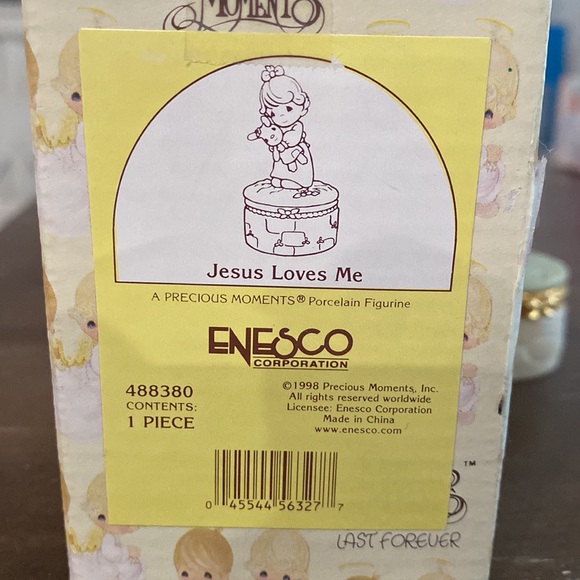 MOMENTS
Jesus Loves Me
A PRECIOUS MOMENTS® Porcelain Figurine
ENESCO
CORPORATION
488380
CONTENTS:
1 PIECE
©1998 Precious Moments, Inc.
All rights reserved worldwide
Licensee: Enesco Corporation
Made in China
www.enesco.com
0 45544 56327 7
™
LAST FOREVER